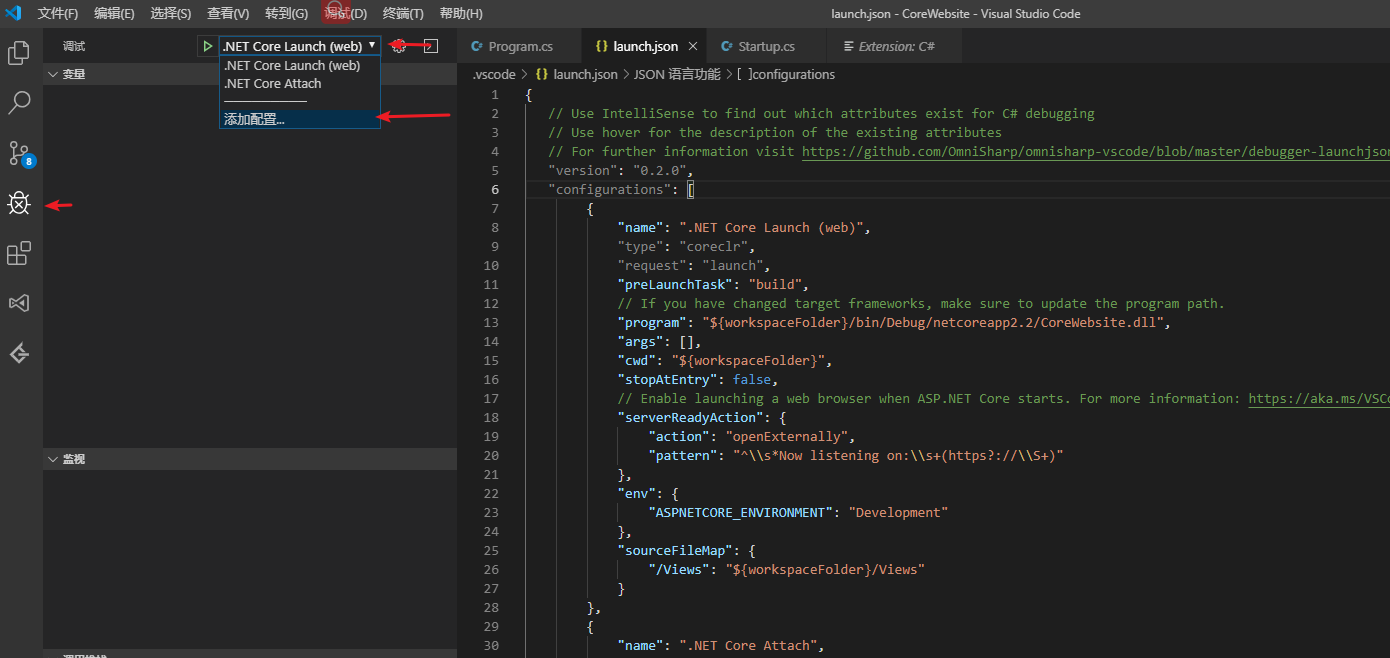 文件(F) 编辑(E) 选择(S) 查看(V) 转到(G) 调试(D) 终端(T) 帮助(H) launch.json - CoreWebsite - Visual Studio Code
调试 .NET Core Launch (web)
.NET Core Launch (web)
.NET Core Attach
添加配置...
变量
8
监视
Program.cs launch.json Startup.cs Extension: C#
.vscode > {} launch.json > JSON 语言功能 > [ ]configurations
1 {
2 // Use IntelliSense to find out which attributes exist for C# debugging
3 // Use hover for the description of the existing attributes
4 // For further information visit https://github.com/OmniSharp/omnisharp-vscode/blob/master/debugger-launchjson
5 "version": "0.2.0",
6 "configurations": [
7 {
8 "name": ".NET Core Launch (web)",
9 "type": "coreclr",
10 "request": "launch",
11 "preLaunchTask": "build",
12 // If you have changed target frameworks, make sure to update the program path.
13 "program": "${workspaceFolder}/bin/Debug/netcoreapp2.2/CoreWebsite.dll",
14 "args": [],
15 "cwd": "${workspaceFolder}",
16 "stopAtEntry": false,
17 // Enable launching a web browser when ASP.NET Core starts. For more information: https://aka.ms/VSCo
18 "serverReadyAction": {
19 "action": "openExternally",
20 "pattern": "^\\s*Now listening on:\\s+(https?://\\S+)"
21 },
22 "env": {
23 "ASPNETCORE_ENVIRONMENT": "Development"
24 },
25 "sourceFileMap": {
26 "/Views": "${workspaceFolder}/Views"
27 }
28 },
29 {
30 "name": ".NET Core Attach",